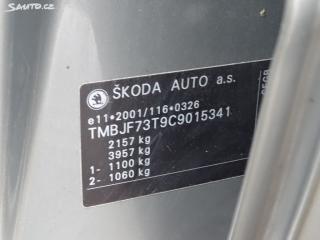 Sauto.cz
ŠKODA AUTO a.s.
e11*2001/116*0326
TMBJF73T9C9015341
2157 kg
3957 kg
1- 1100 kg
2- 1060 kg